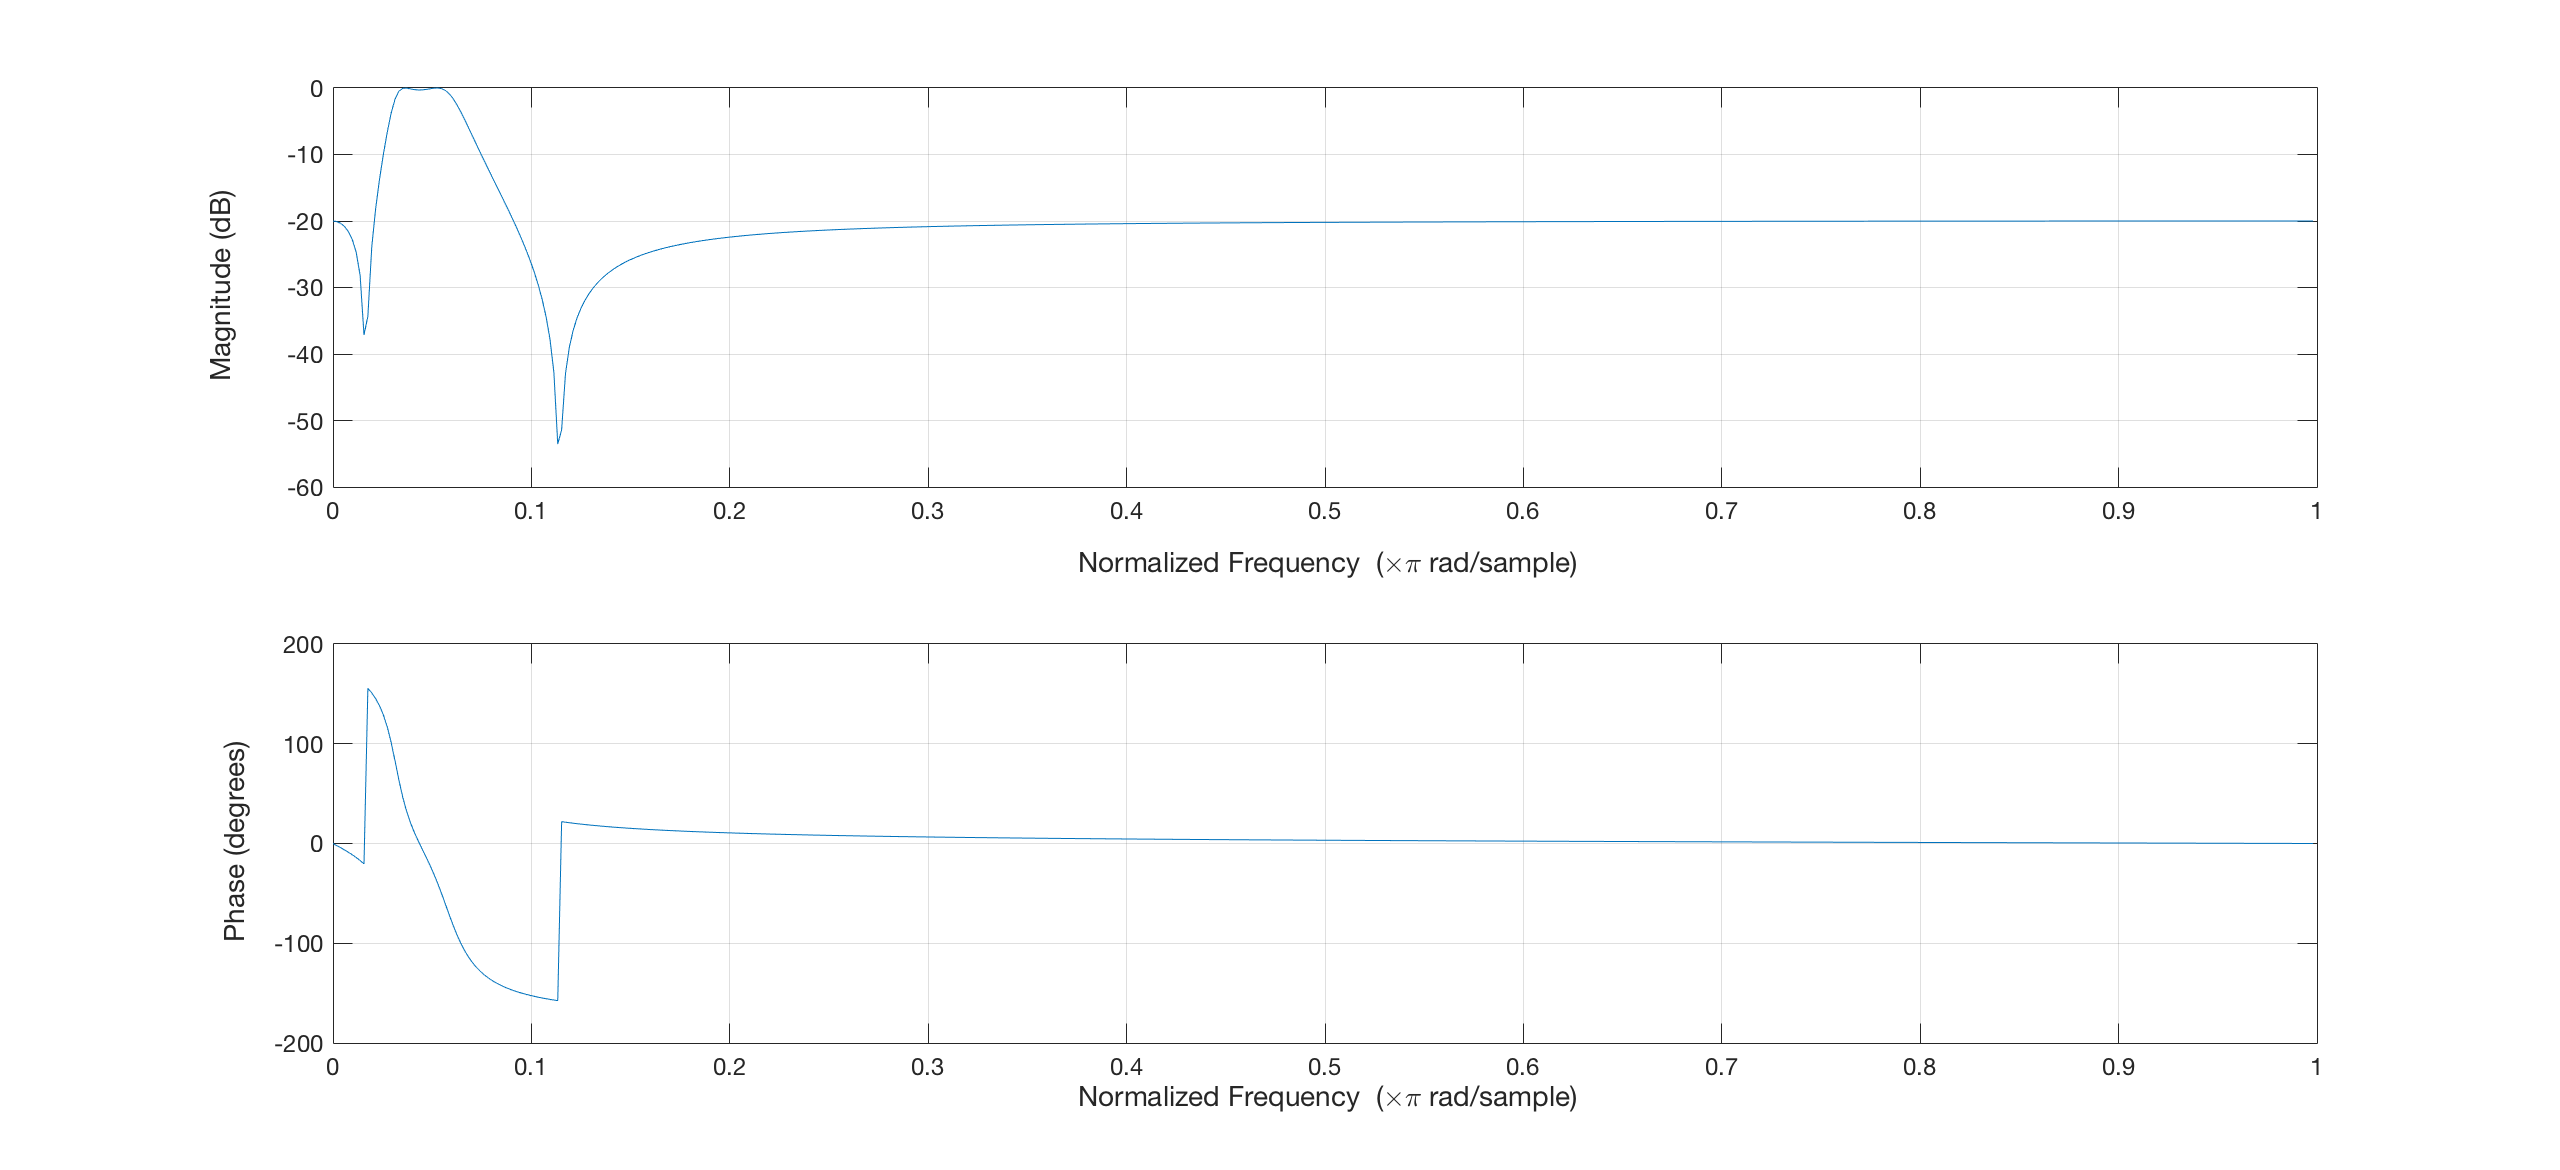 Magnitude (dB)
0
-10
-20
-30
-40
-50
-60
0 0.1 0.2 0.3 0.4 0.5 0.6 0.7 0.8 0.9 1
Normalized Frequency (×π rad/sample)
Phase (degrees)
200
100
0
-100
-200
0 0.1 0.2 0.3 0.4 0.5 0.6 0.7 0.8 0.9 1
Normalized Frequency (×π rad/sample)